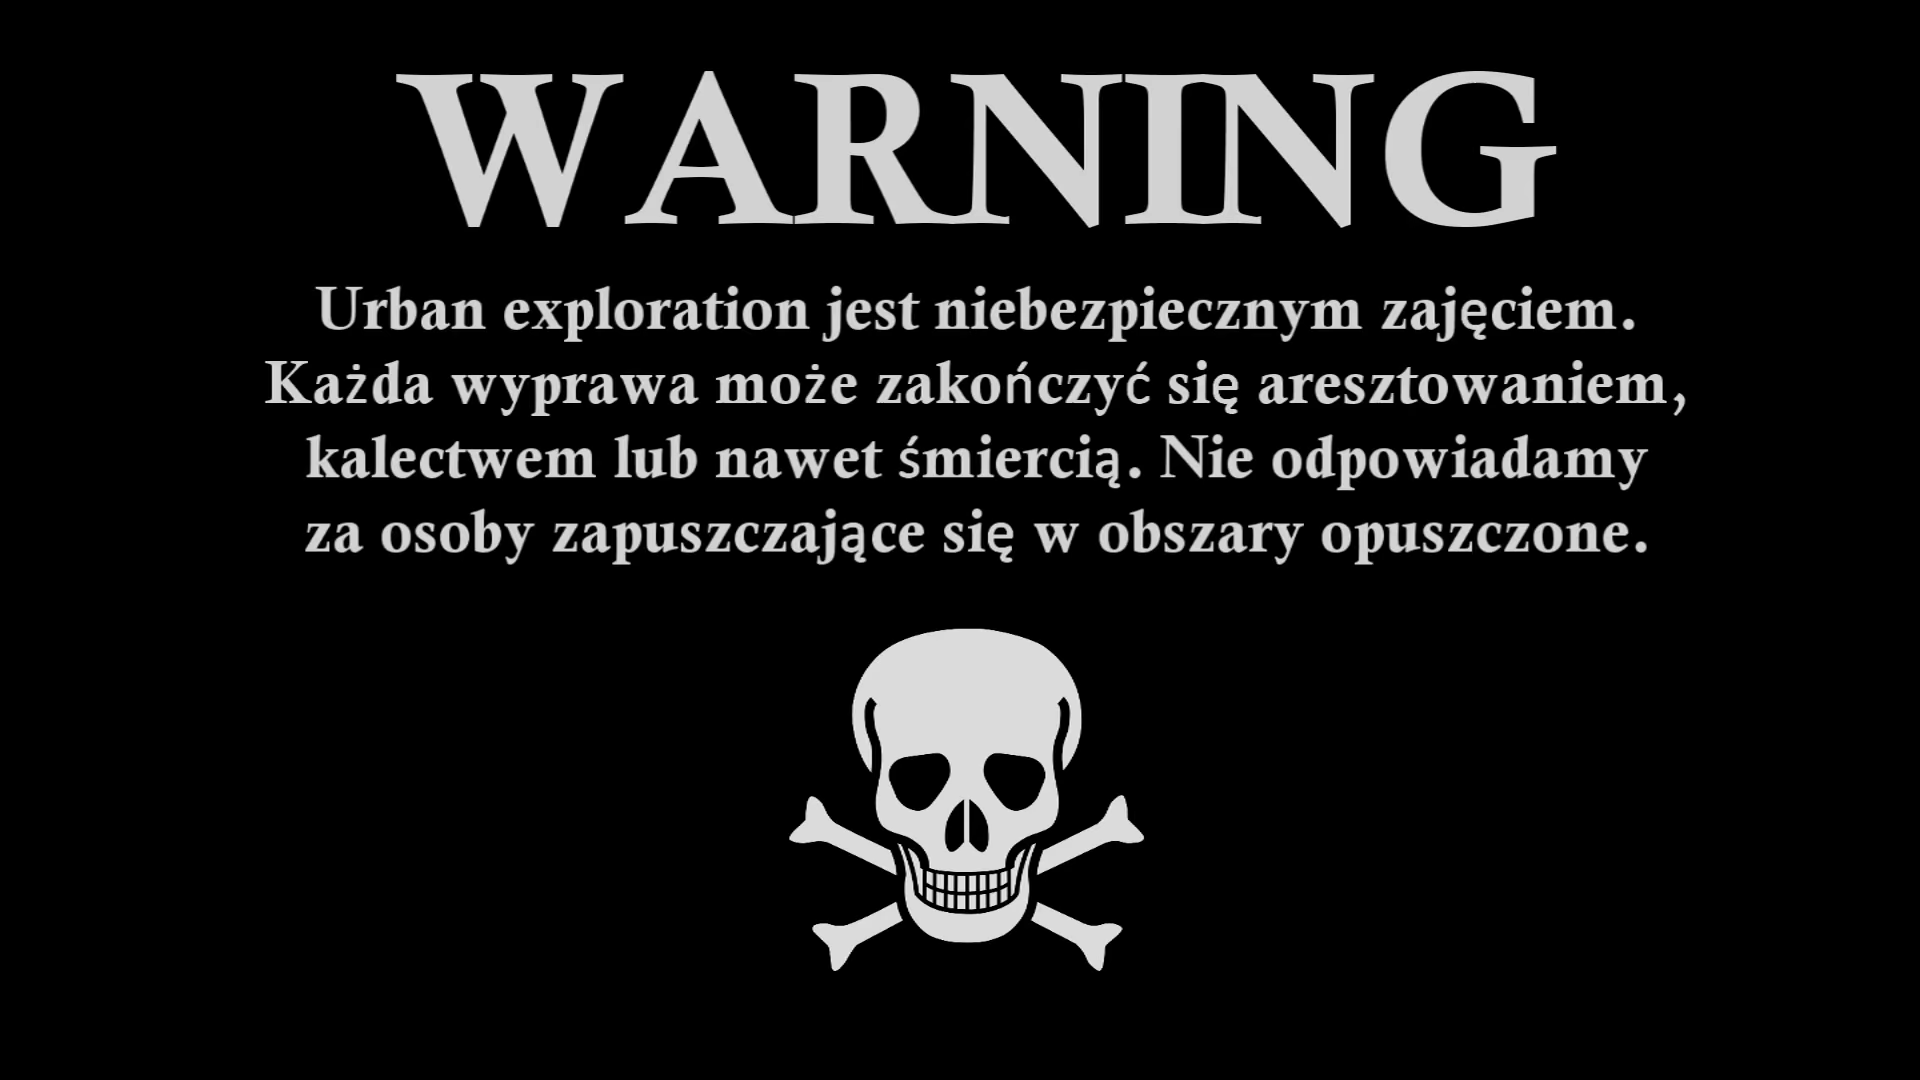 WARNING
Urban exploration jest niebezpiecznym zajęciem.
Każda wyprawa może zakończyć się aresztowaniem,
kalectwem lub nawet śmiercią. Nie odpowiadamy
za osoby zapuszczające się w obszary opuszczone.